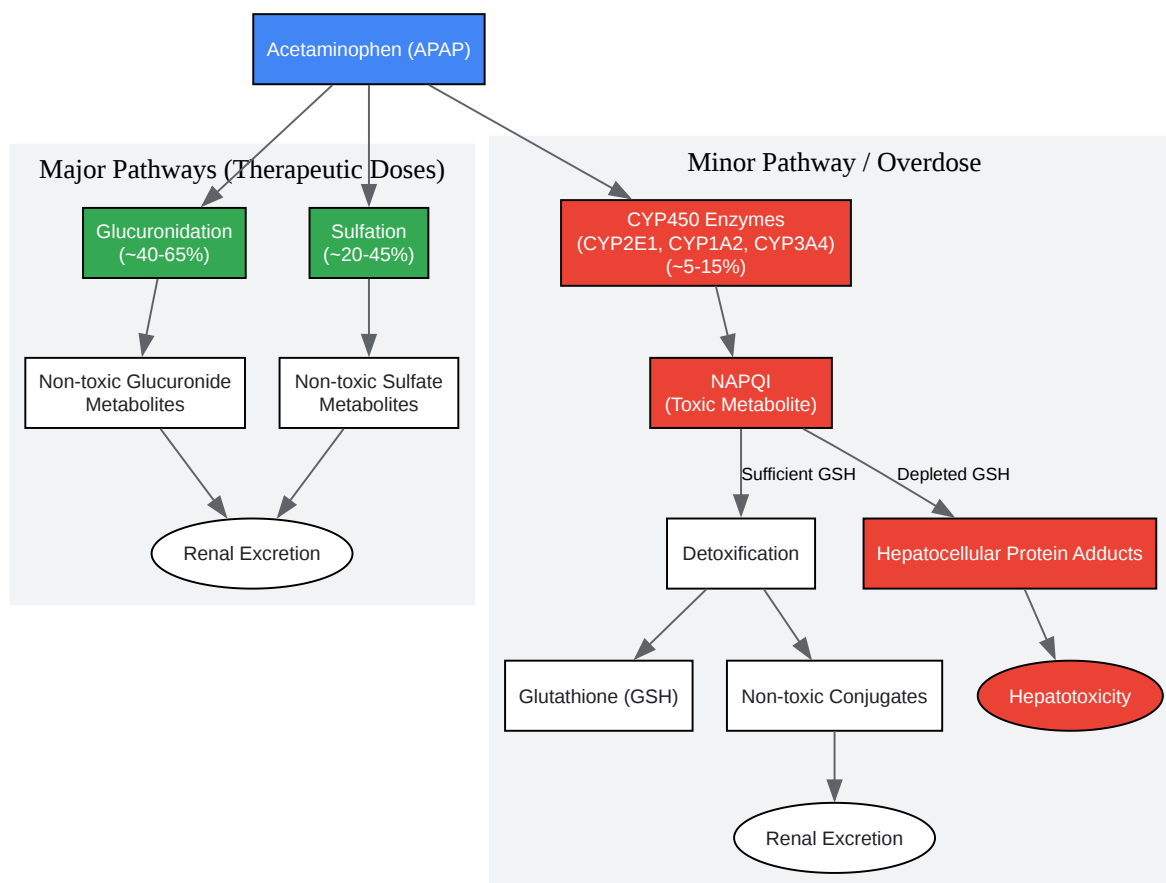 Acetaminophen (APAP)
Major Pathways (Therapeutic Doses)
Minor Pathway / Overdose
Glucuronidation
(~40-65%)
Sulfation
(~20-45%)
CYP450 Enzymes
(CYP2E1, CYP1A2, CYP3A4)
(~5-15%)
Non-toxic Glucuronide
Metabolites
Non-toxic Sulfate
Metabolites
NAPQI
(Toxic Metabolite)
Sufficient GSH
Depleted GSH
Renal Excretion
Detoxification
Hepatocellular Protein Adducts
Glutathione (GSH)
Non-toxic Conjugates
Hepatotoxicity
Renal Excretion